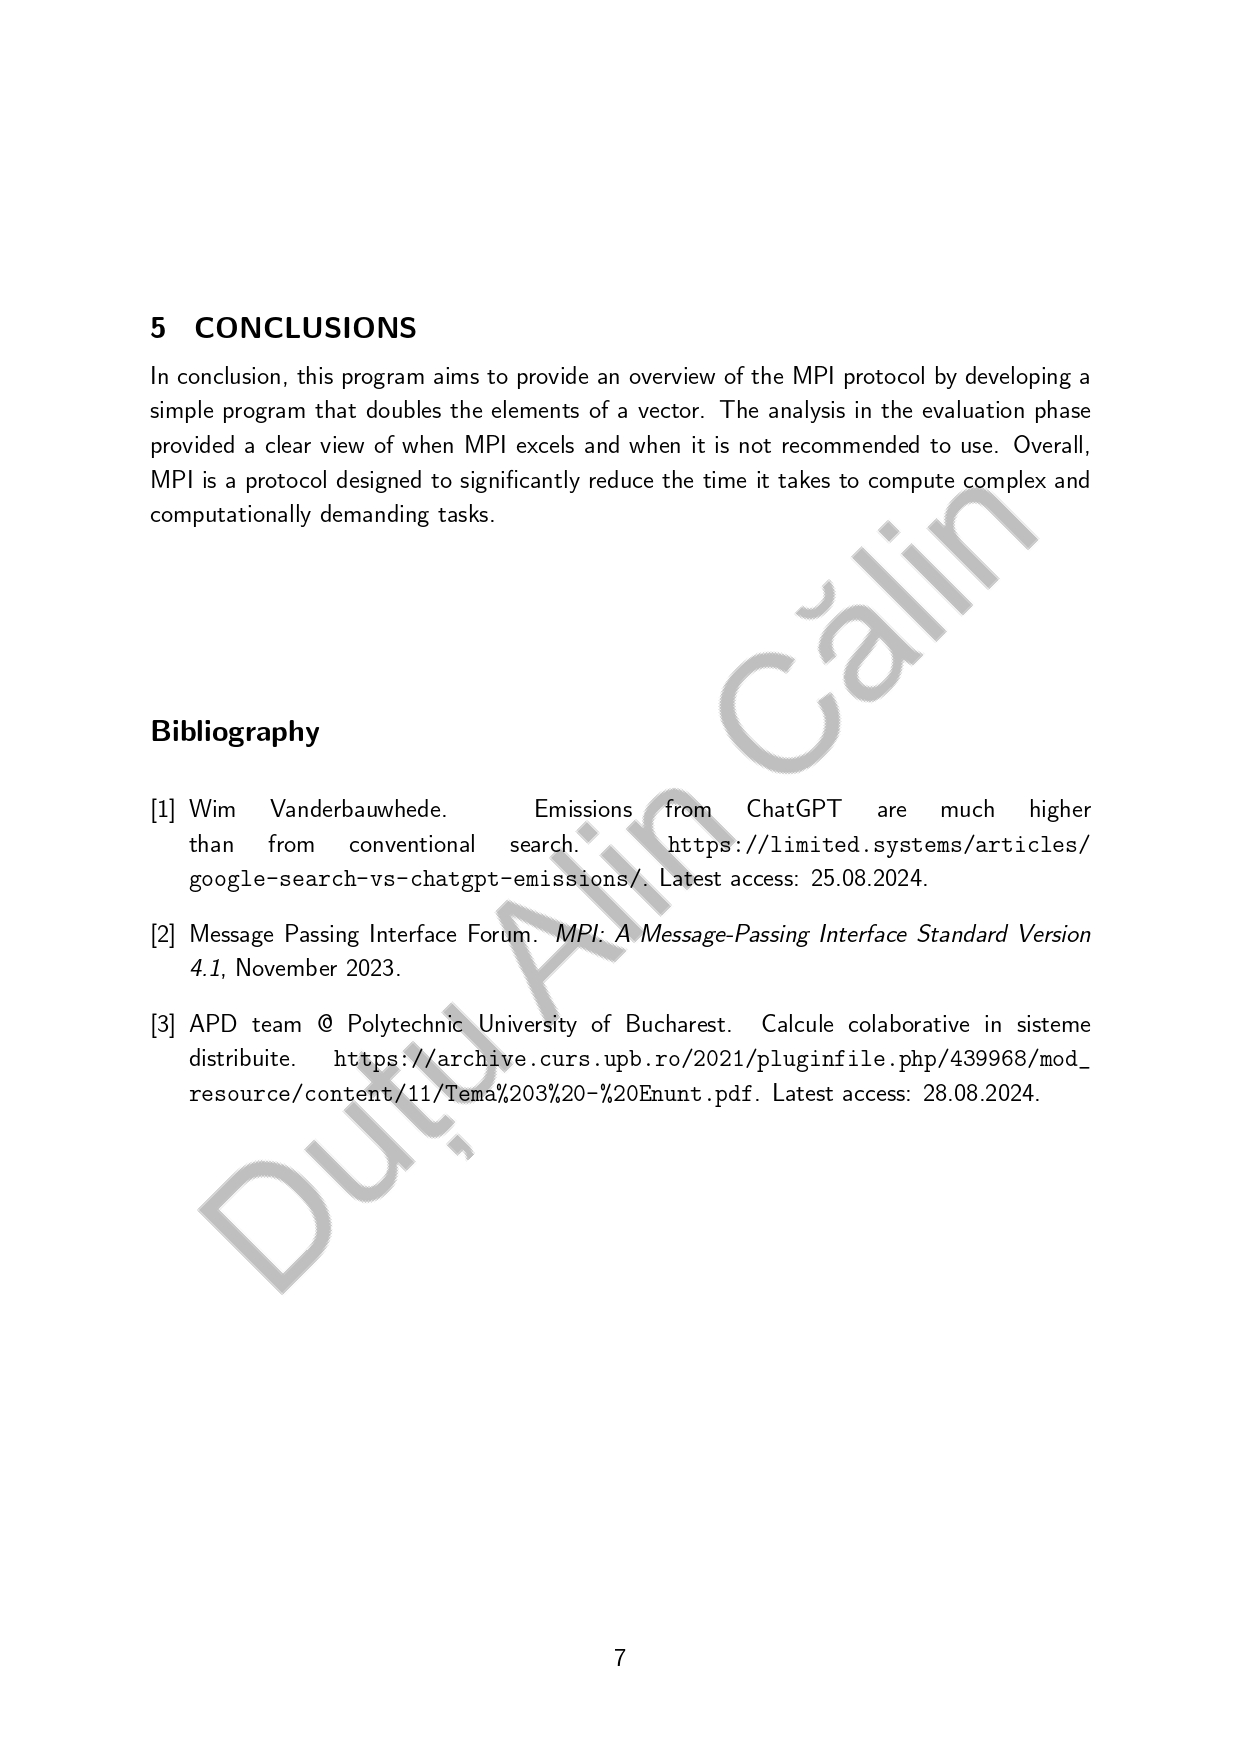 5 CONCLUSIONS
In conclusion, this program aims to provide an overview of the MPI protocol by developing a
simple program that doubles the elements of a vector. The analysis in the evaluation phase
provided a clear view of when MPI excels and when it is not recommended to use. Overall,
MPI is a protocol designed to significantly reduce the time it takes to compute complex and
computationally demanding tasks.
Bibliography
[1] Wim Vanderbauwhede. Emissions from ChatGPT are much higher
than from conventional search. https://limited.systems/articles/
google-search-vs-chatgpt-emissions/. Latest access: 25.08.2024.
[2] Message Passing Interface Forum. MPI: A Message-Passing Interface Standard Version
4.1, November 2023.
[3] APD team @ Polytechnic University of Bucharest. Calcule colaborative in sisteme
distribuite. https://archive.curs.upb.ro/2021/pluginfile.php/439968/mod_
resource/content/11/Tema%203%20-%20Enunt.pdf. Latest access: 28.08.2024.
Duțu Alin Călin
7